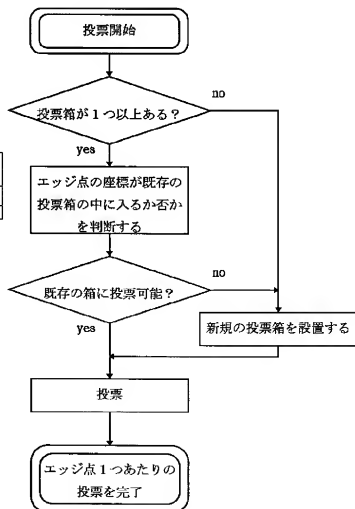 投票開始
no
投票箱が１つ以上ある？
yes
エッジ点の座標が既存の
投票箱の中に入るか否か
を判断する
no
既存の箱に投票可能？
yes
新規の投票箱を設置する
投票
エッジ点１つあたりの
投票を完了